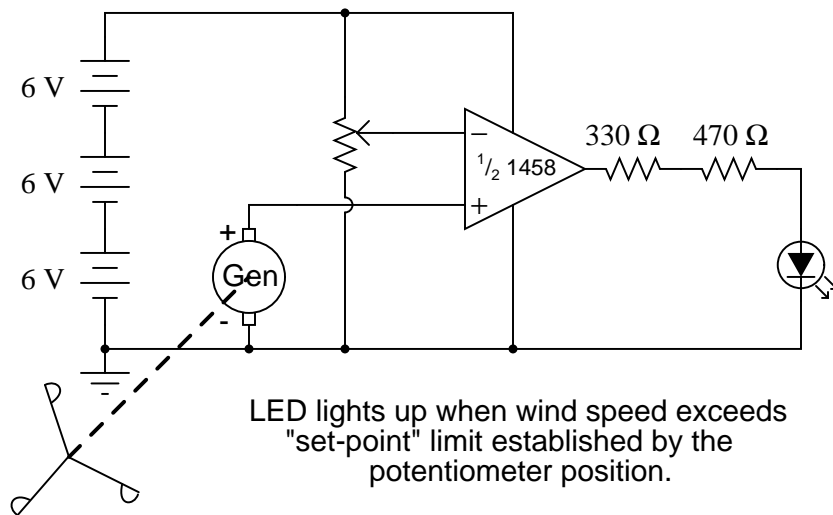 6 V
6 V
6 V
330 Ω
470 Ω
−
1/2 1458
+
+
Gen
-
LED lights up when wind speed exceeds
"set-point" limit established by the
potentiometer position.